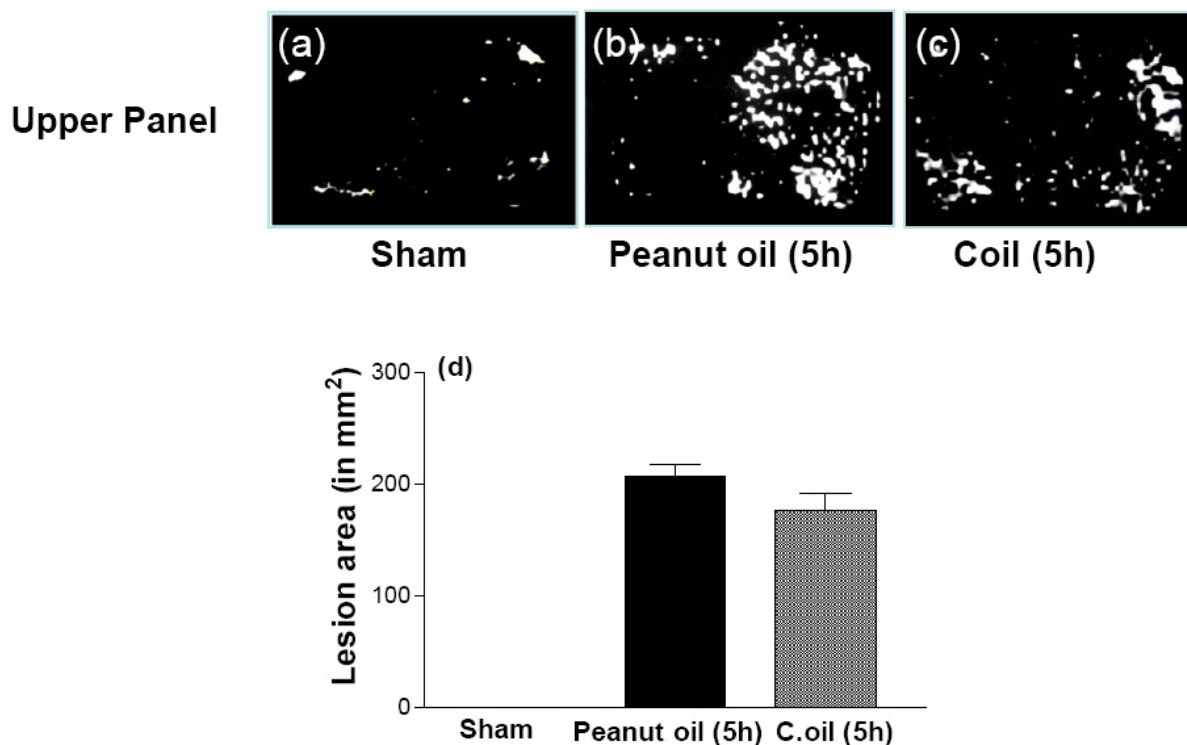 (a)
(b)
(c)
Upper Panel
Sham
Peanut oil (5h)
Coil (5h)
(d)
Lesion area (in mm²)
300
200
100
0
Sham
Peanut oil (5h)
C.oil (5h)